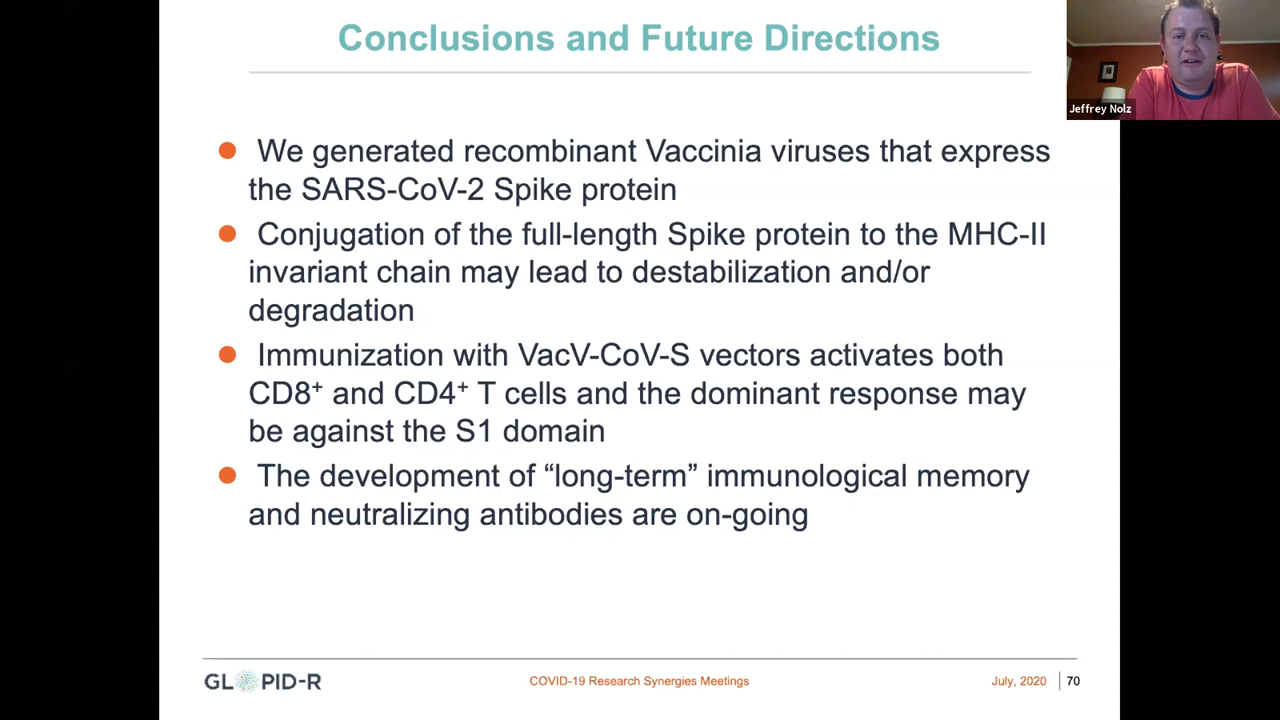 Conclusions and Future Directions
Jeffrey Nolz
We generated recombinant Vaccinia viruses that express
the SARS-CoV-2 Spike protein
Conjugation of the full-length Spike protein to the MHC-II
invariant chain may lead to destabilization and/or
degradation
Immunization with VacV-CoV-S vectors activates both
CD8⁺ and CD4⁺ T cells and the dominant response may
be against the S1 domain
The development of “long-term” immunological memory
and neutralizing antibodies are on-going
GLOPID-R
COVID-19 Research Synergies Meetings
July, 2020
70